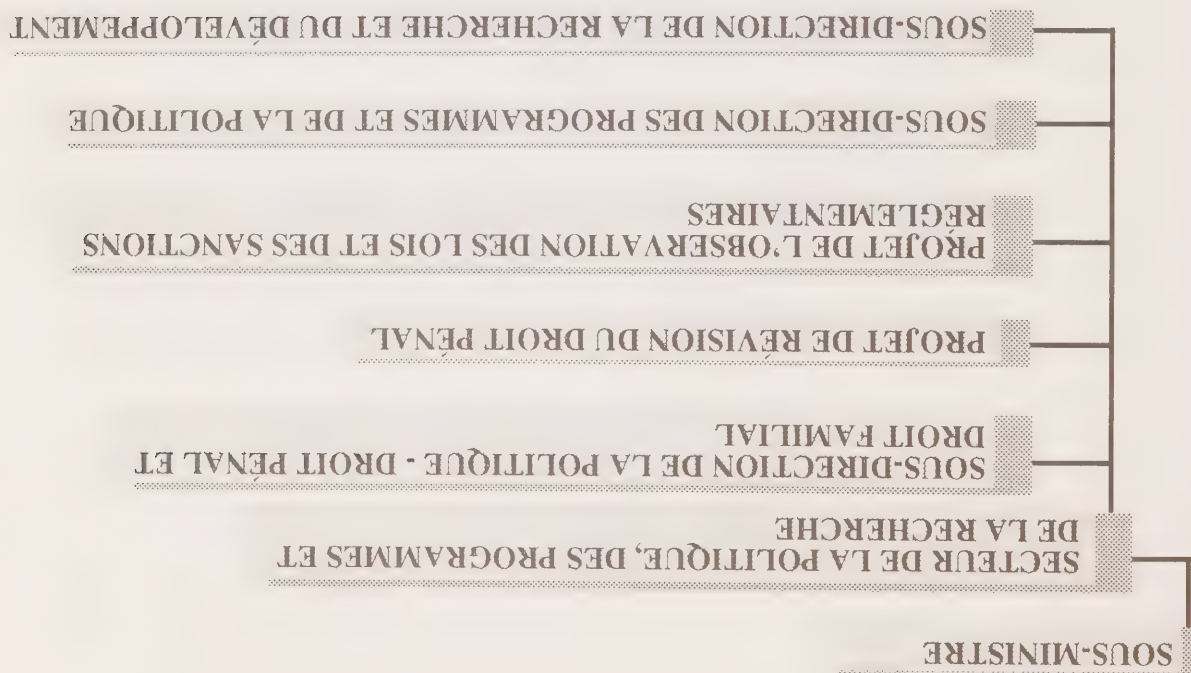 SOUS-MINISTRE
SECTEUR DE LA POLITIQUE, DES PROGRAMMES ET
DE LA RECHERCHE
SOUS-DIRECTION DE LA POLITIQUE - DROIT PÉNAL ET
DROIT FAMILIAL
PROJET DE RÉVISION DU DROIT PÉNAL
PROJET DE L'OBSERVATION DES LOIS ET DES SANCTIONS
RÉGLEMENTAIRES
SOUS-DIRECTION DES PROGRAMMES ET DE LA POLITIQUE
SOUS-DIRECTION DE LA RECHERCHE ET DU DÉVELOPPEMENT